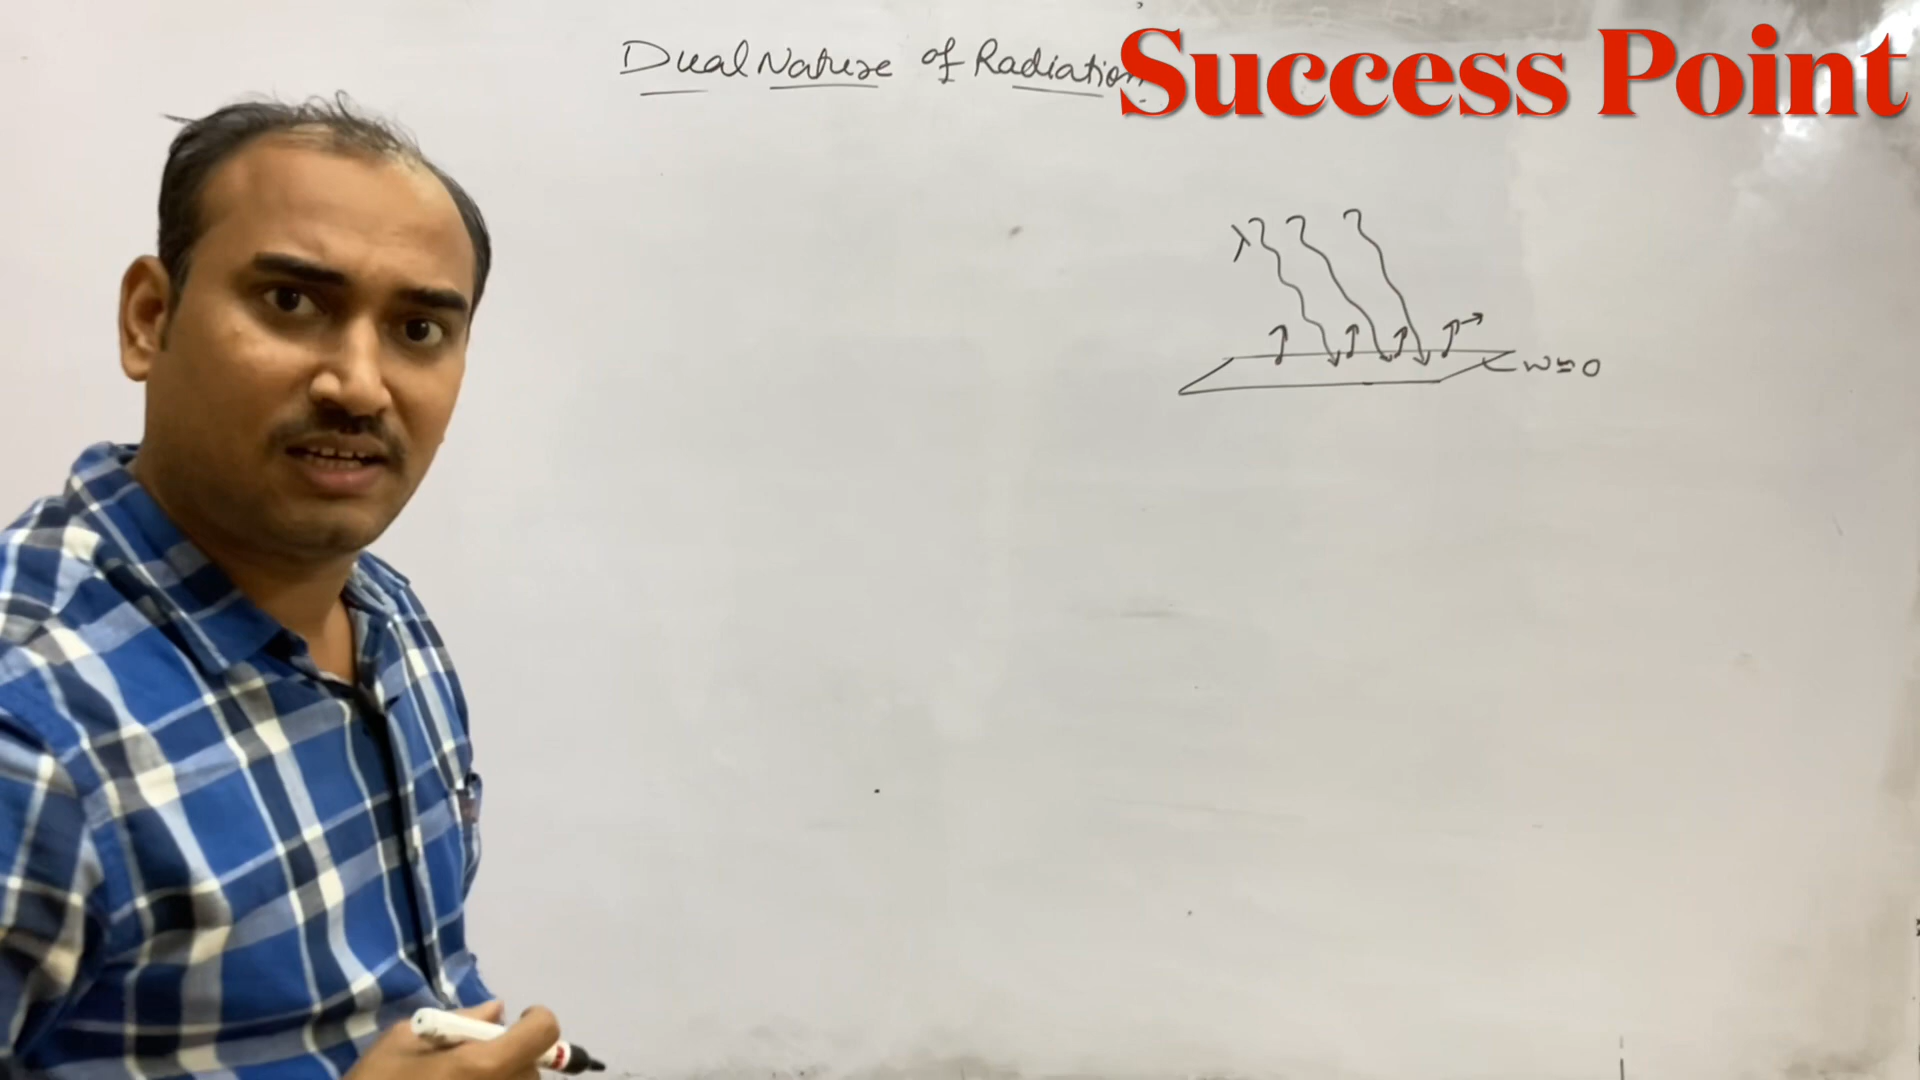 Dual Nature of Radiation
Success Point
λ
w≈0